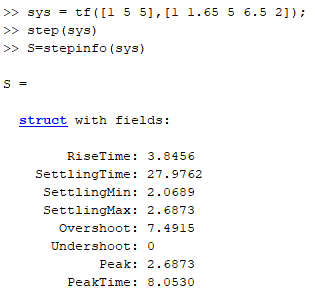 >> sys = tf([1 5 5],[1 1.65 5 6.5 2]);
>> step(sys)
>> S=stepinfo(sys)
S =
struct with fields:
RiseTime: 3.8456
SettlingTime: 27.9762
SettlingMin: 2.0689
SettlingMax: 2.6873
Overshoot: 7.4915
Undershoot: 0
Peak: 2.6873
PeakTime: 8.0530